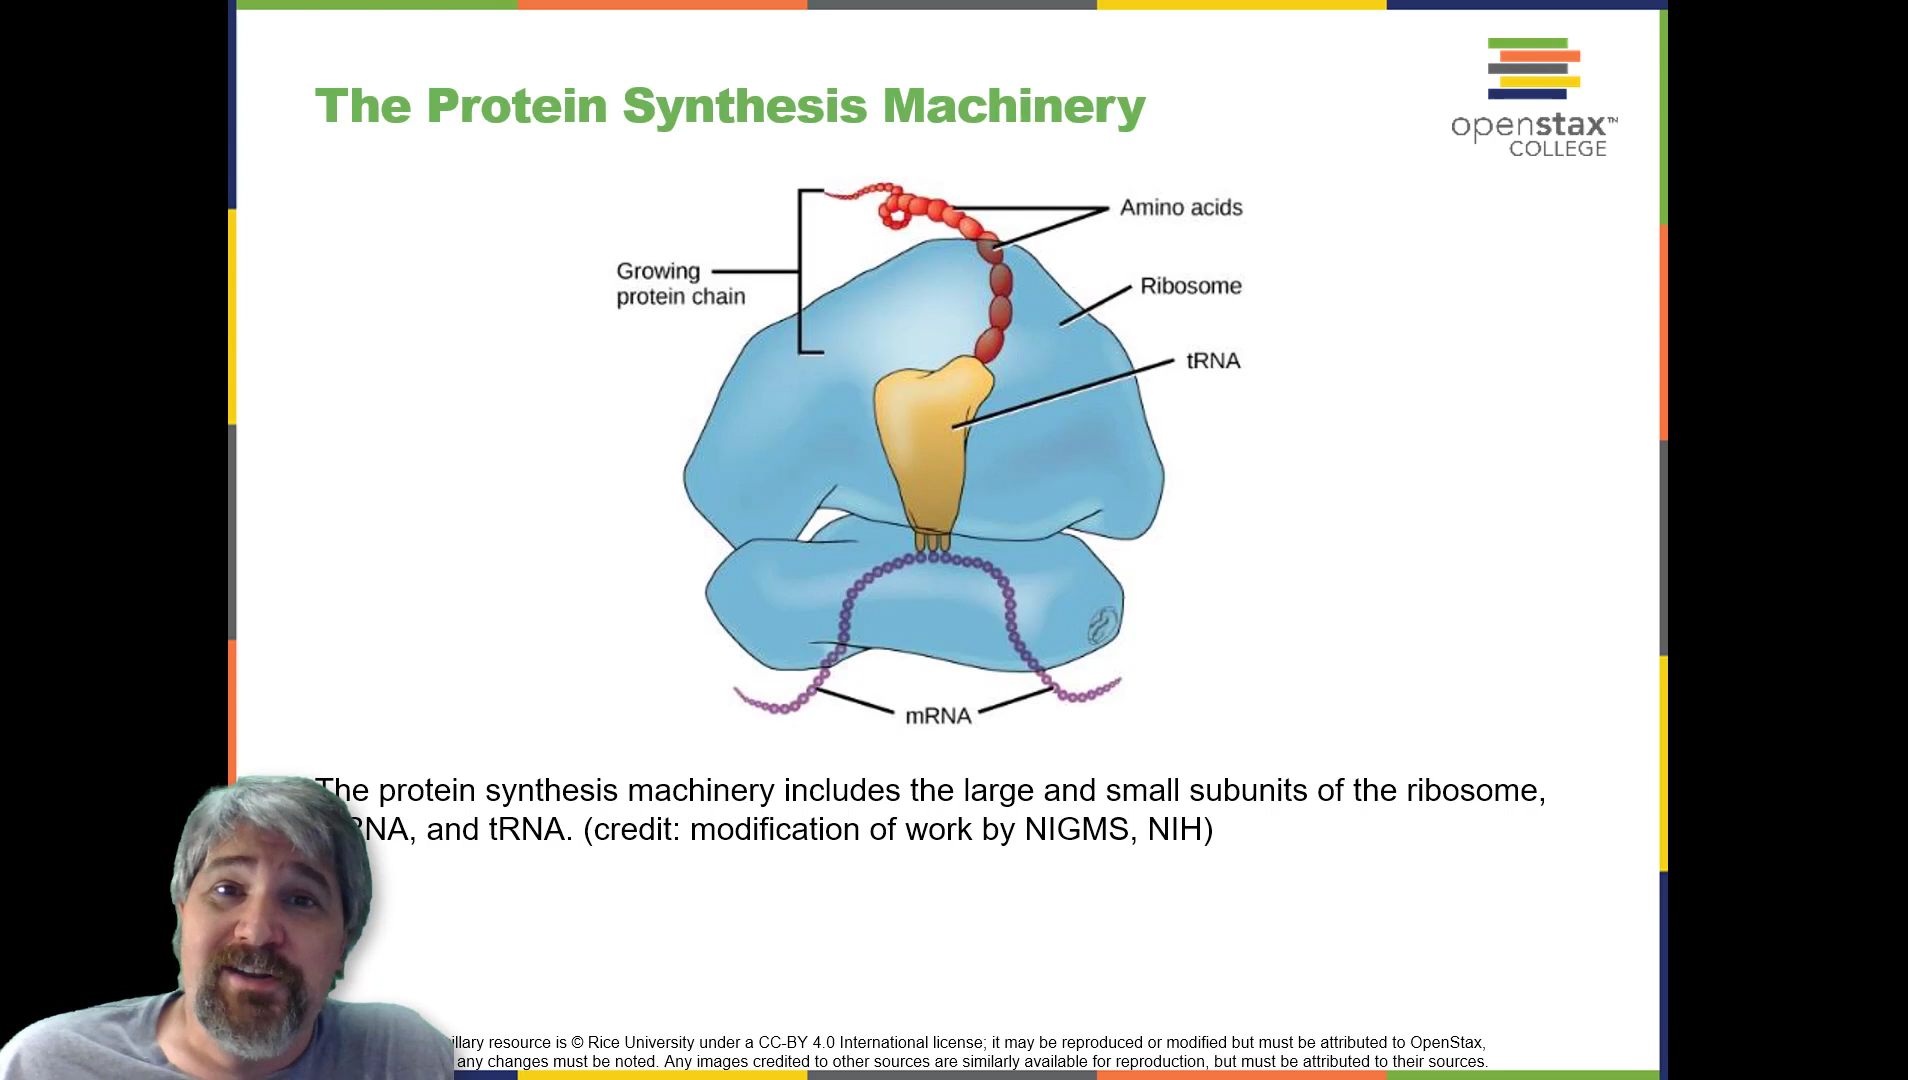 The Protein Synthesis Machinery
openstax™
COLLEGE
Amino acids
Growing
protein chain
Ribosome
tRNA
mRNA
The protein synthesis machinery includes the large and small subunits of the ribosome,
and tRNA. (credit: modification of work by NIGMS, NIH)
resource is © Rice University under a CC-BY 4.0 International license; it may be reproduced or modified but must be attributed to OpenStax,
any changes must be noted. Any images credited to other sources are similarly available for reproduction, but must be attributed to their sources.